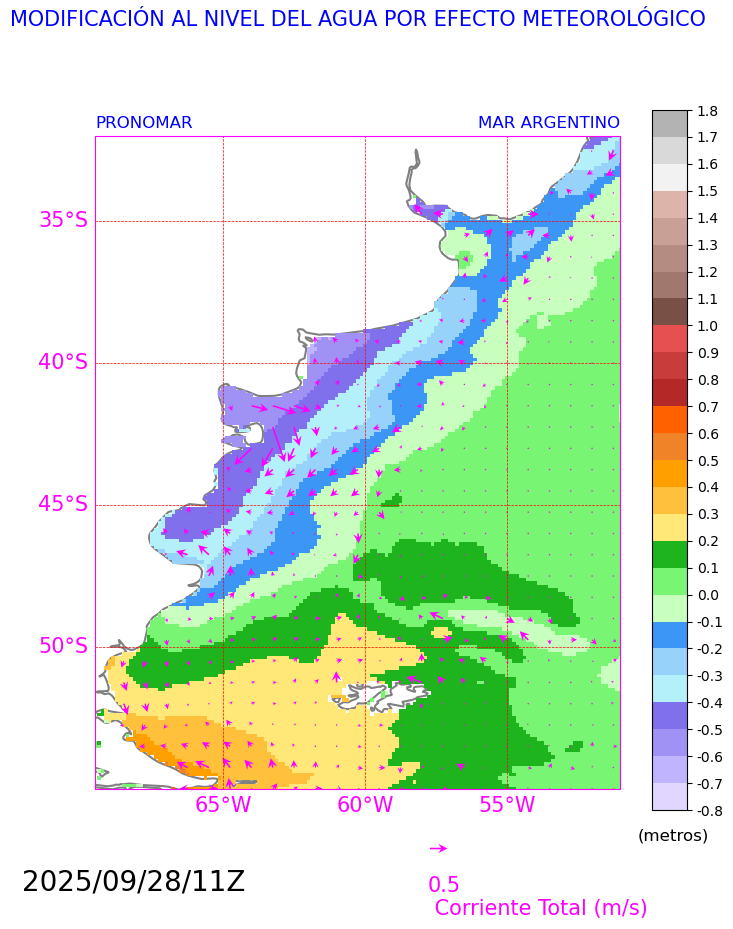 MODIFICACIÓN AL NIVEL DEL AGUA POR EFECTO METEOROLÓGICO
PRONOMAR MAR ARGENTINO
35°S
40°S
45°S
50°S
65°W 60°W 55°W
1.8
1.7
1.6
1.5
1.4
1.3
1.2
1.1
1.0
0.9
0.8
0.7
0.6
0.5
0.4
0.3
0.2
0.1
0.0
-0.1
-0.2
-0.3
-0.4
-0.5
-0.6
-0.7
-0.8
(metros)
2025/09/28/11Z
0.5
Corriente Total (m/s)